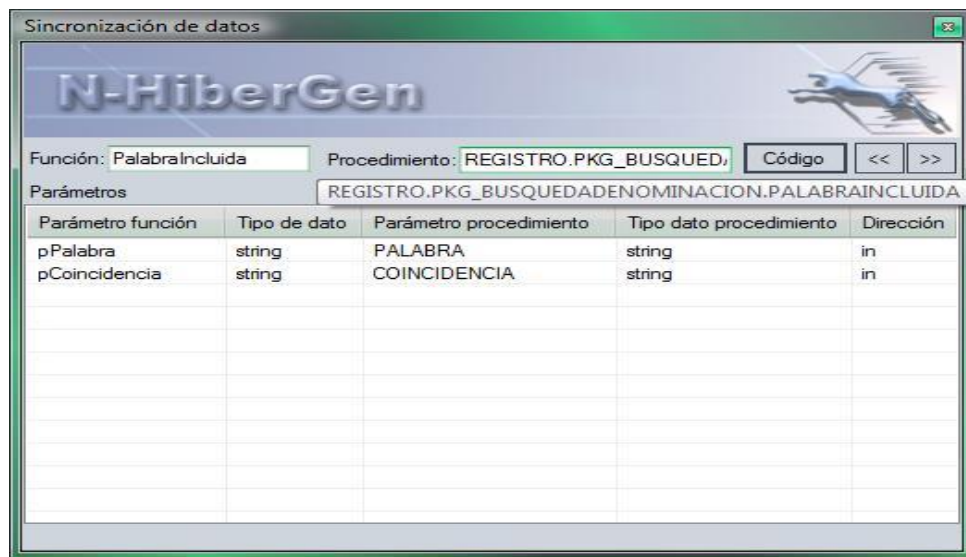 Sincronización de datos
N-HiberGen
Función: PalabraIncluida Procedimiento: REGISTRO.PKG_BUSQUEDA Código << >>
Parámetros REGISTRO.PKG_BUSQUEDADENOMINACION.PALABRAINCLUIDA
Parámetro función Tipo de dato Parámetro procedimiento Tipo dato procedimiento Dirección
pPalabra string PALABRA string in
pCoincidencia string COINCIDENCIA string in